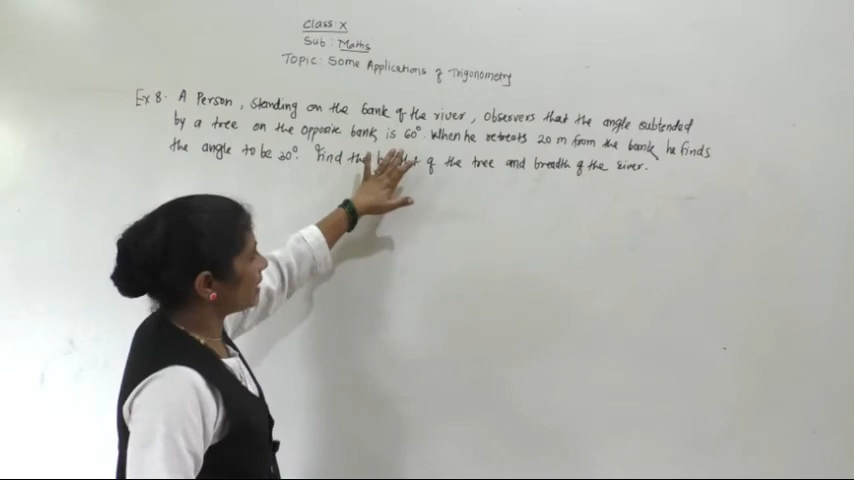 Class: X
Sub: Maths
Topic: Some Applications of Trigonometry
Ex 8. A Person, standing on the bank of the river, Observers that the angle subtended
by a tree on the opposite bank is 60°. When he retreats 20 m from the bank, he finds
the angle to be 30°. Find the of the tree and breadth of the river.